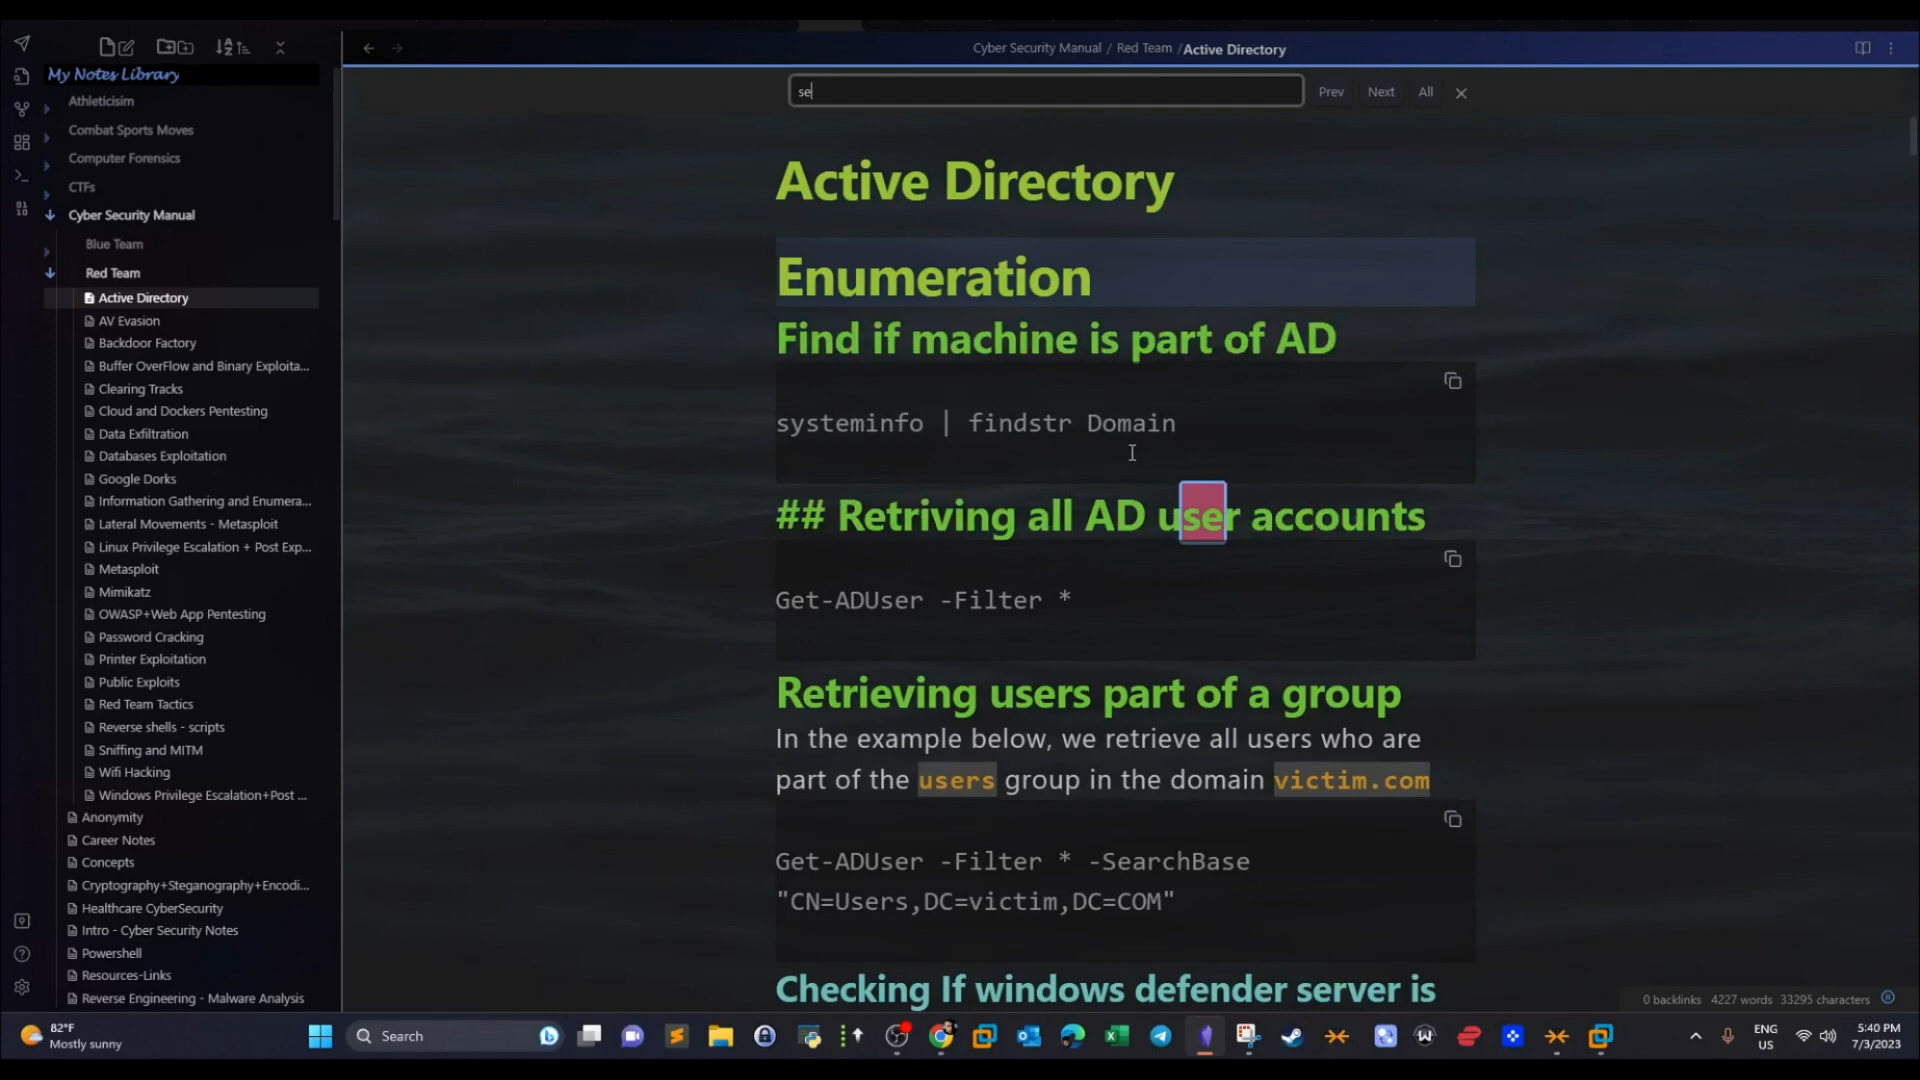 My Notes Library
Athleticisim
Combat Sports Moves
Computer Forensics
CTFs
Cyber Security Manual
Blue Team
Red Team
Active Directory
AV Evasion
Backdoor Factory
Buffer OverFlow and Binary Exploita...
Clearing Tracks
Cloud and Dockers Pentesting
Data Exfiltration
Databases Exploitation
Google Dorks
Information Gathering and Enumera...
Lateral Movements - Metasploit
Linux Privilege Escalation + Post Exp...
Metasploit
Mimikatz
OWASP+Web App Pentesting
Password Cracking
Printer Exploitation
Public Exploits
Red Team Tactics
Reverse shells - scripts
Sniffing and MITM
Wifi Hacking
Windows Privilege Escalation+Post ...
Anonymity
Career Notes
Concepts
Cryptography+Steganography+Encodi...
Healthcare CyberSecurity
Intro - Cyber Security Notes
Powershell
Resources-Links
Reverse Engineering - Malware Analysis
Cyber Security Manual / Red Team / Active Directory
se
Prev Next All
Active Directory
Enumeration
Find if machine is part of AD
systeminfo | findstr Domain
## Retriving all AD user accounts
Get-ADUser -Filter *
Retrieving users part of a group
In the example below, we retrieve all users who are
part of the users group in the domain victim.com
Get-ADUser -Filter * -SearchBase
"CN=Users,DC=victim,DC=COM"
Checking If windows defender server is
0 backlinks 4227 words 33295 characters
82°F
Mostly sunny
Search
ENG
US
5:40 PM
7/3/2023